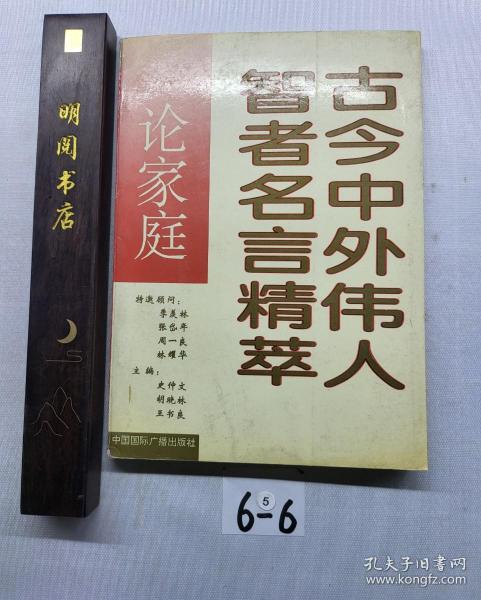 明阅书店
古今中外伟人
智者名言精萃
论家庭
特邀顾问：
季羡林
张岱年
周一良
林耀华
主编：
史仲文
胡晓林
王书良
中国国际广播出版社
5
6-6
孔夫子旧书网
www.kongfz.com